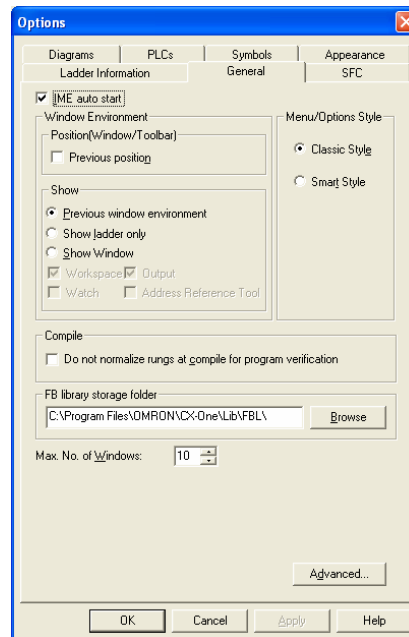 Options
Diagrams PLCs Symbols Appearance
Ladder Information General SFC
IME auto start
Window Environment
Position(Window/Toolbar)
Previous position
Show
Previous window environment
Show ladder only
Show Window
Workspace Output
Watch Address Reference Tool
Menu/Options Style
Classic Style
Smart Style
Compile
Do not normalize rungs at compile for program verification
FB library storage folder
C:\Program Files\OMRON\CX-One\Lib\FBL\ Browse
Max. No. of Windows: 10
Advanced...
OK Cancel Apply Help